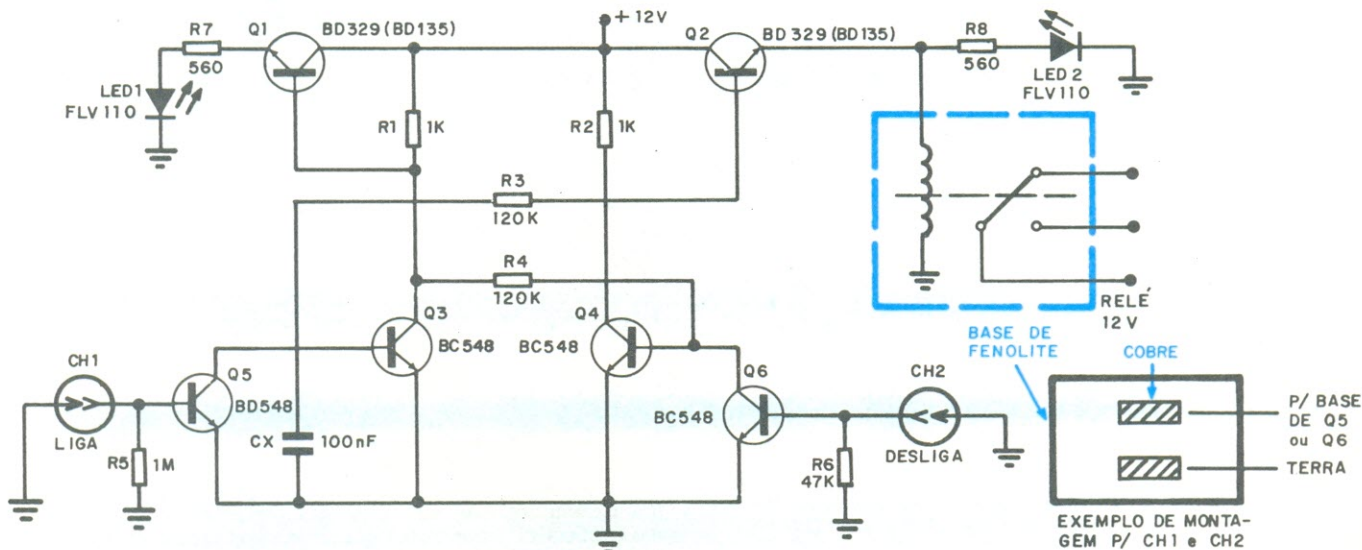 R7
560
Q1
BD329 (BD135)
+ 12V
Q2
BD329 (BD135)
R8
560
LED1
FLV110
LED2
FLV110
R1
1K
R2
1K
R3
120K
R4
120K
RELÉ
12V
Q3
BC548
Q4
BC548
BASE DE
FENOLITE
COBRE
CH1
LIGA
Q5
BD548
CX
100nF
R5
1M
Q6
BC548
CH2
DESLIGA
R6
47K
P/ BASE
DE Q5
ou Q6
TERRA
EXEMPLO DE MONTA-
GEM P/ CH1 e CH2